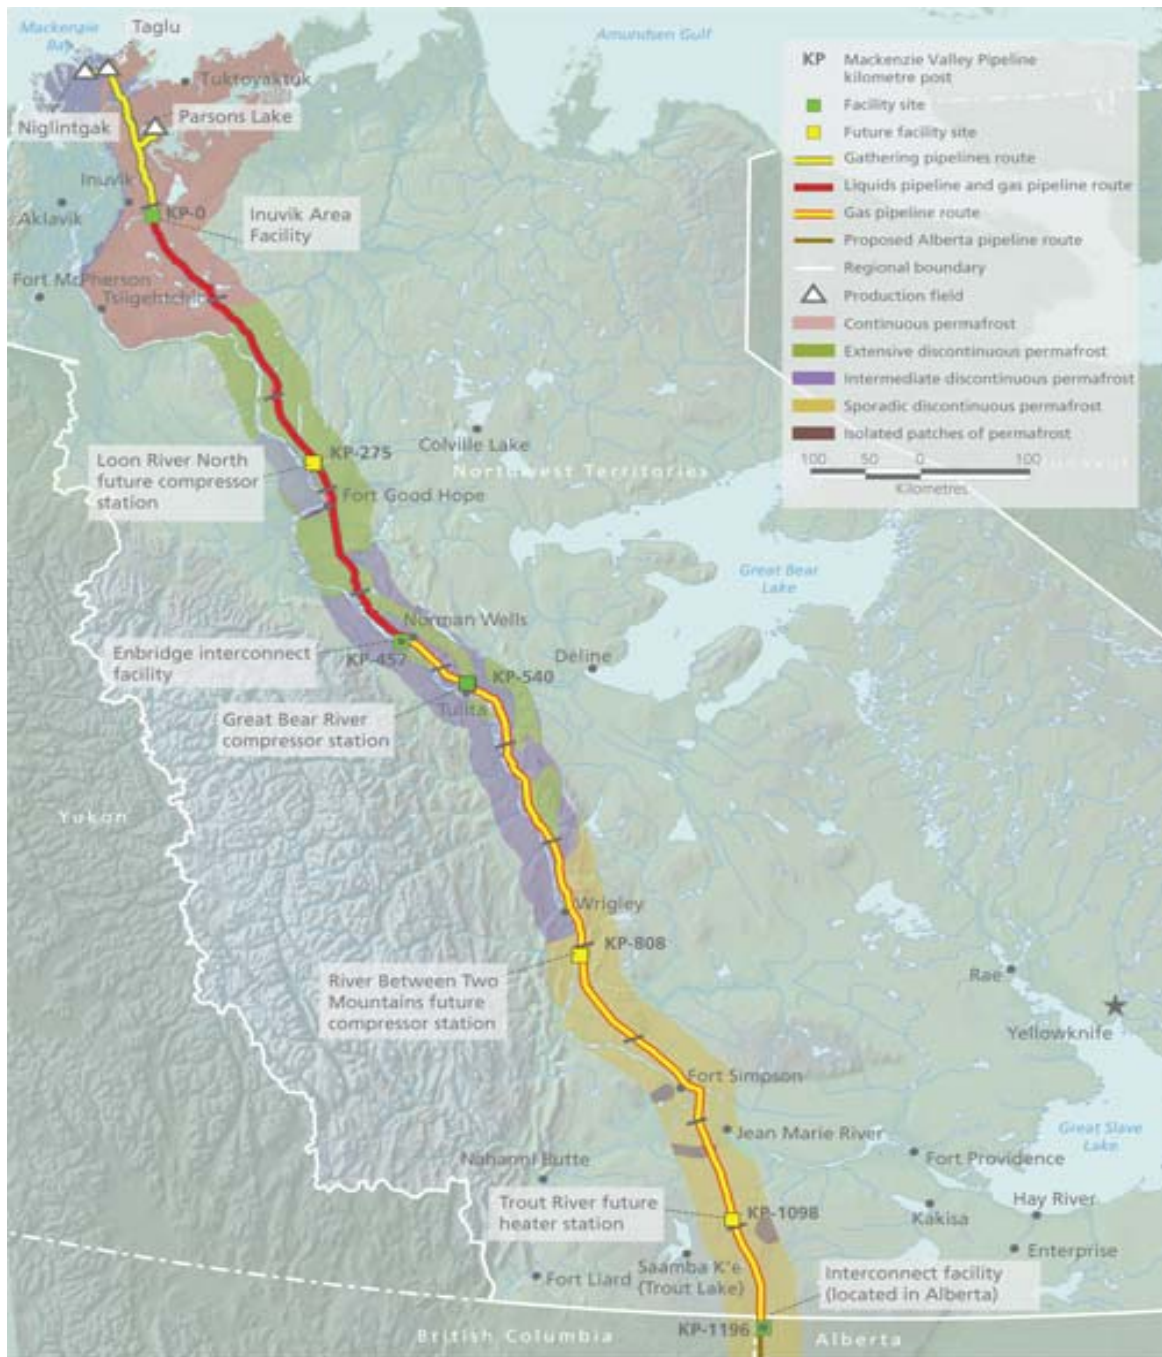 Mackenzie
Bay
Taglu
Amundsen Gulf
Tuktoyaktuk
Niglintgak
Parsons Lake
Inuvik
Aklavik
KP-0
Inuvik Area
Facility
Fort McPherson
Tsiigehtchic
KP Mackenzie Valley Pipeline
kilometre post
Facility site
Future facility site
Gathering pipelines route
Liquids pipeline and gas pipeline route
Gas pipeline route
Proposed Alberta pipeline route
Regional boundary
Production field
Continuous permafrost
Extensive discontinuous permafrost
Intermediate discontinuous permafrost
Sporadic discontinuous permafrost
Isolated patches of permafrost
100 50 0 100
Kilometres
Colville Lake
KP-275
Loon River North
future compressor
station
Northwest Territories
Fort Good Hope
Great Bear
Lake
Norman Wells
Enbridge interconnect
facility
KP-457
Deline
KP-540
Tulita
Great Bear River
compressor station
Yukon
Wrigley
KP-808
River Between Two
Mountains future
compressor station
Rae
Yellowknife
Fort Simpson
Jean Marie River
Great Slave
Lake
Nahanni Butte
Fort Providence
Trout River future
heater station
KP-1098
Kakisa
Hay River
Enterprise
Saamba K'e
(Trout Lake)
Fort Liard
Interconnect facility
(located in Alberta)
KP-1196
British Columbia
Alberta